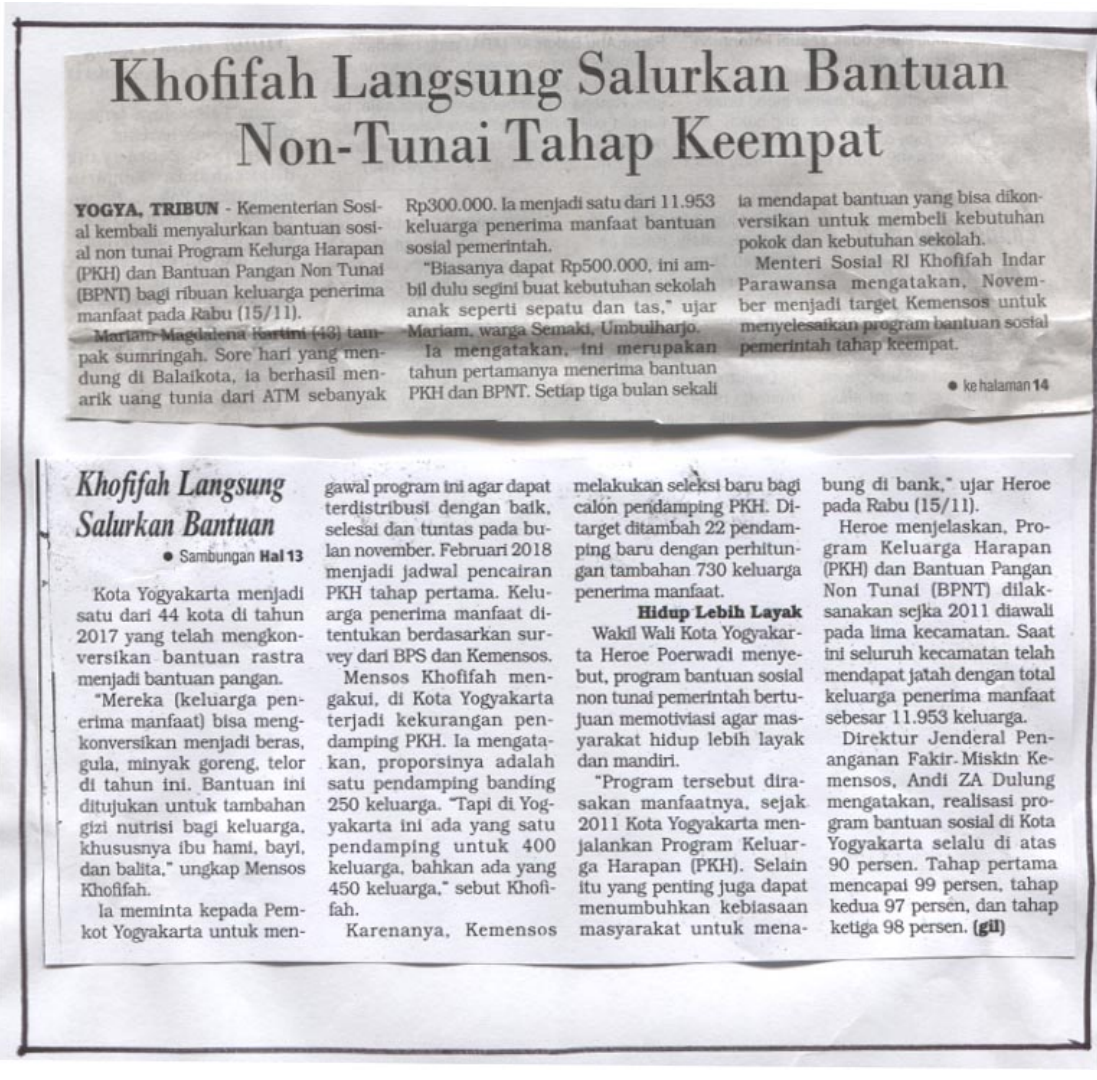 Khofifah Langsung Salurkan Bantuan
Non-Tunai Tahap Keempat
YOGYA, TRIBUN - Kementerian Sosi-
al kembali menyalurkan bantuan sosi-
al non tunai Program Kelurga Harapan
(PKH) dan Bantuan Pangan Non Tunai
(BPNT) bagi ribuan keluarga penerima
manfaat pada Rabu (15/11).
Mariam Magdalena Kartini (43) tam-
pak sumringah. Sore hari yang men-
dung di Balaikota, ia berhasil men-
arik uang tunia dari ATM sebanyak
Rp300.000. Ia menjadi satu dari 11.953
keluarga penerima manfaat bantuan
sosial pemerintah.
"Biasanya dapat Rp500.000, ini am-
bil dulu segini buat kebutuhan sekolah
anak seperti sepatu dan tas," ujar
Mariam, warga Semaki, Umbulharjo.
Ia mengatakan, ini merupakan
tahun pertamanya menerima bantuan
PKH dan BPNT. Setiap tiga bulan sekali
ia mendapat bantuan yang bisa dikon-
versikan untuk membeli kebutuhan
pokok dan kebutuhan sekolah.
Menteri Sosial RI Khofifah Indar
Parawansa mengatakan, Novem-
ber menjadi target Kemensos untuk
menyelesaikan program bantuan sosial
pemerintah tahap keempat.
● ke halaman 14
Khofifah Langsung
Salurkan Bantuan
● Sambungan Hal 13
Kota Yogyakarta menjadi
satu dari 44 kota di tahun
2017 yang telah mengkon-
versikan bantuan rastra
menjadi bantuan pangan.
"Mereka (keluarga pen-
erima manfaat) bisa meng-
konversikan menjadi beras,
gula, minyak goreng, telor
di tahun ini. Bantuan ini
ditujukan untuk tambahan
gizi nutrisi bagi keluarga,
khususnya ibu hami, bayi,
dan balita," ungkap Mensos
Khofifah.
Ia meminta kepada Pem-
kot Yogyakarta untuk men-
gawal program ini agar dapat
terdistribusi dengan baik,
selesai dan tuntas pada bu-
lan november. Februari 2018
menjadi jadwal pencairan
PKH tahap pertama. Kelu-
arga penerima manfaat di-
tentukan berdasarkan sur-
vey dari BPS dan Kemensos.
Mensos Khofifah men-
gakui, di Kota Yogyakarta
terjadi kekurangan pen-
damping PKH. Ia mengata-
kan, proporsinya adalah
satu pendamping banding
250 keluarga. "Tapi di Yog-
yakarta ini ada yang satu
pendamping untuk 400
keluarga, bahkan ada yang
450 keluarga," sebut Khofi-
fah.
Karenanya, Kemensos
melakukan seleksi baru bagi
calon pendamping PKH. Di-
target ditambah 22 pendam-
ping baru dengan perhitun-
gan tambahan 730 keluarga
penerima manfaat.
Hidup Lebih Layak
Wakil Wali Kota Yogyakar-
ta Heroe Poerwadi menye-
but, program bantuan sosial
non tunai pemerintah bertu-
juan memotiviasi agar mas-
yarakat hidup lebih layak
dan mandiri.
"Program tersebut dira-
sakan manfaatnya, sejak
2011 Kota Yogyakarta men-
jalankan Program Keluar-
ga Harapan (PKH). Selain
itu yang penting juga dapat
menumbuhkan kebiasaan
masyarakat untuk mena-
bung di bank," ujar Heroe
pada Rabu (15/11).
Heroe menjelaskan, Pro-
gram Keluarga Harapan
(PKH) dan Bantuan Pangan
Non Tunai (BPNT) dilak-
sanakan sejka 2011 diawali
pada lima kecamatan. Saat
ini seluruh kecamatan telah
mendapat jatah dengan total
keluarga penerima manfaat
sebesar 11.953 keluarga.
Direktur Jenderal Pen-
anganan Fakir Miskin Ke-
mensos, Andi ZA Dulung
mengatakan, realisasi pro-
gram bantuan sosial di Kota
Yogyakarta selalu di atas
90 persen. Tahap pertama
mencapai 99 persen, tahap
kedua 97 persen, dan tahap
ketiga 98 persen. (gil)